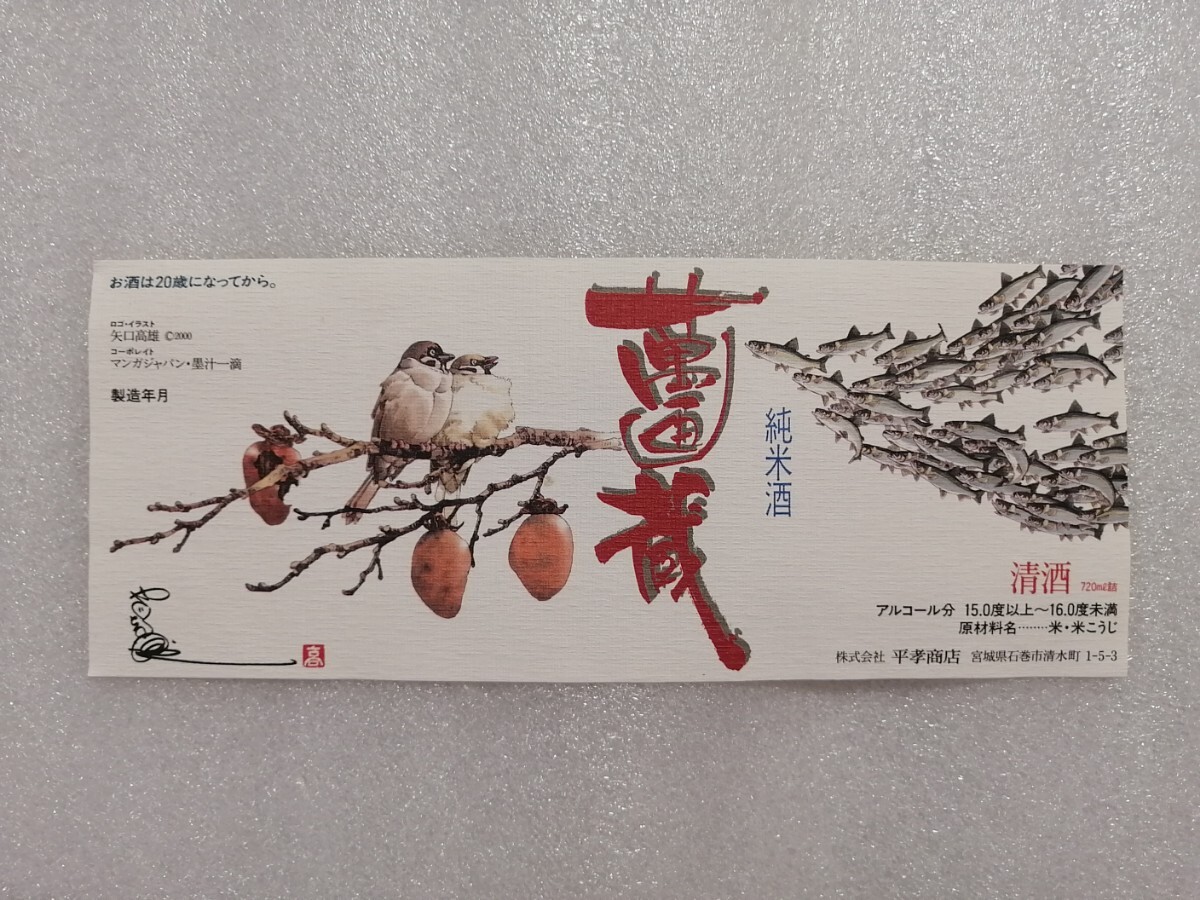 お酒は20歳になってから。
ロゴ・イラスト
矢口高雄 ©2000
コーポレイト
マンガジャパン・墨汁一滴
製造年月
萬画蔵
純米酒
清酒 720mℓ詰
アルコール分 15.0度以上～16.0度未満
原材料名………米・米こうじ
株式会社 平孝商店 宮城県石巻市清水町 1-5-3
高